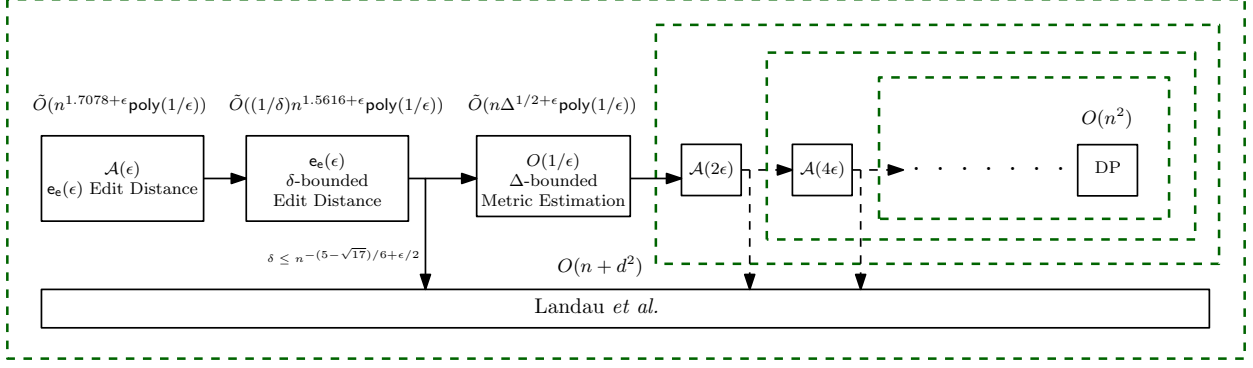 Õ(n^{1.7078+ϵ}poly(1/ϵ))
Õ((1/δ)n^{1.5616+ϵ}poly(1/ϵ))
Õ(nΔ^{1/2+ϵ}poly(1/ϵ))
O(n^2)
𝒜(ϵ)
e_e(ϵ) Edit Distance
e_e(ϵ)
δ-bounded
Edit Distance
O(1/ϵ)
Δ-bounded
Metric Estimation
𝒜(2ϵ)
𝒜(4ϵ)
· · · · · · ·
DP
δ ≤ n^{-(5-√17)/6+ϵ/2}
O(n + d^2)
Landau et al.